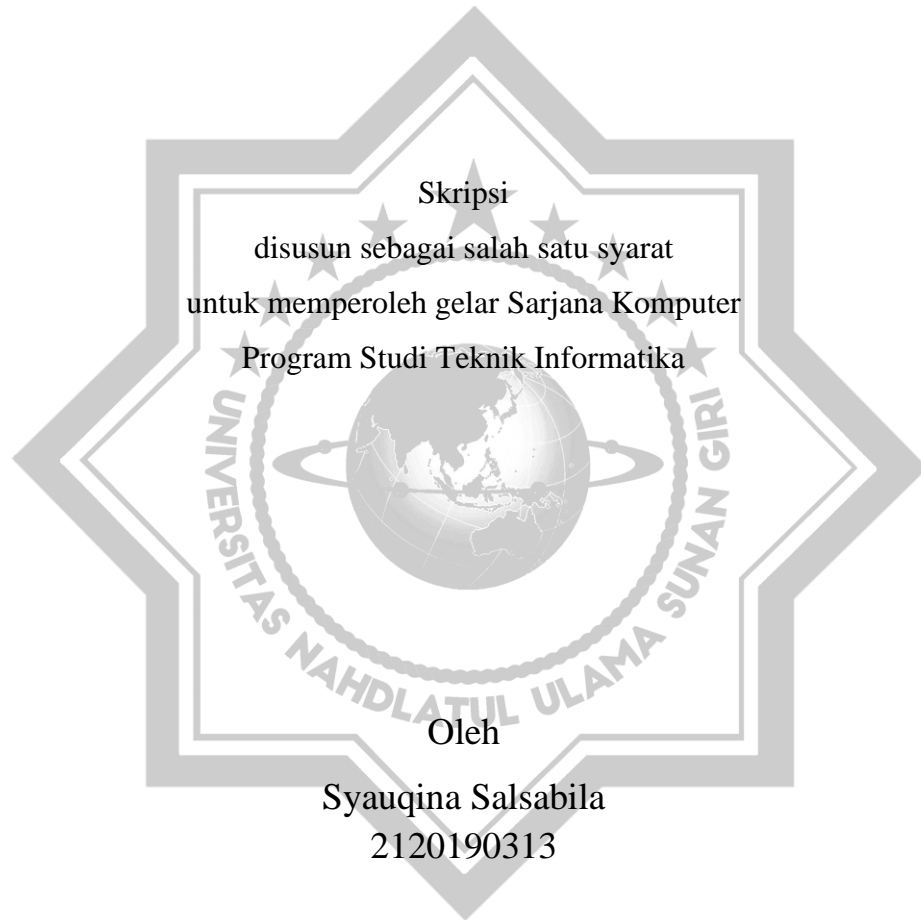 Skripsi
disusun sebagai salah satu syarat
untuk memperoleh gelar Sarjana Komputer
Program Studi Teknik Informatika
UNIVERSITAS NAHDLATUL ULAMA SUNAN GIRI
Oleh
Syauqina Salsabila
2120190313